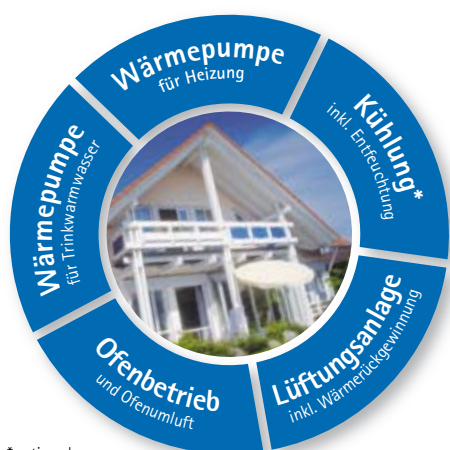 Wärmepumpe
für Heizung
Kühlung*
inkl. Entfeuchtung
Lüftungsanlage
inkl. Wärmerückgewinnung
Ofenbetrieb
und Ofenumluft
Wärmepumpe
für Trinkwarmwasser